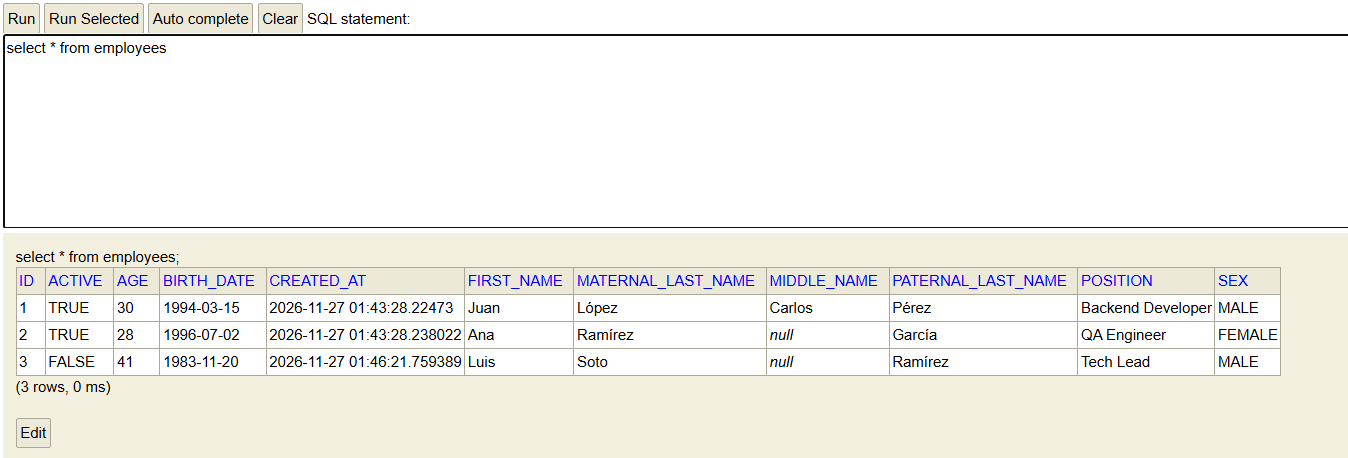 Run Run Selected Auto complete Clear SQL statement:
select * from employees
select * from employees;
ID ACTIVE AGE BIRTH_DATE CREATED_AT FIRST_NAME MATERNAL_LAST_NAME MIDDLE_NAME PATERNAL_LAST_NAME POSITION SEX
1 TRUE 30 1994-03-15 2026-11-27 01:43:28.22473 Juan López Carlos Pérez Backend Developer MALE
2 TRUE 28 1996-07-02 2026-11-27 01:43:28.238022 Ana Ramírez null García QA Engineer FEMALE
3 FALSE 41 1983-11-20 2026-11-27 01:46:21.759389 Luis Soto null Ramírez Tech Lead MALE
(3 rows, 0 ms)
Edit